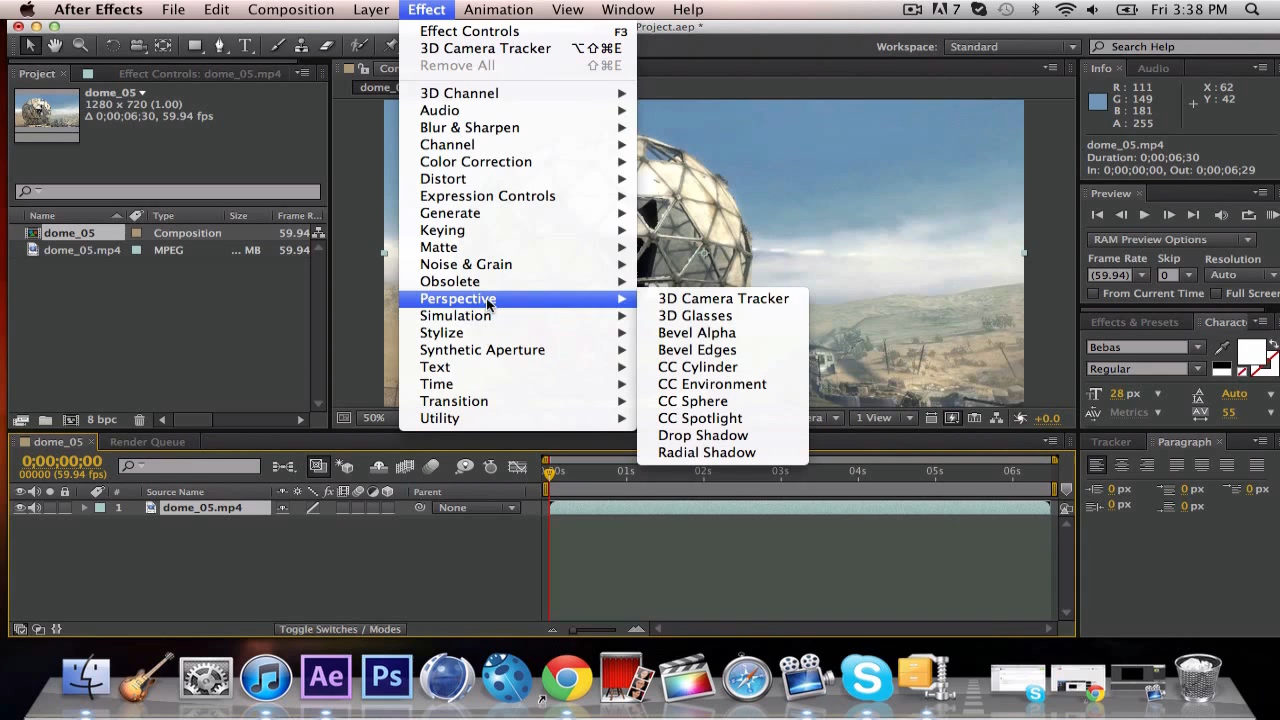 After Effects File Edit Composition Layer Effect Animation View Window Help 7 Fri 3:38 PM
Project.aep *
Workspace: Standard Search Help
Effect Controls F3
3D Camera Tracker ⌥⇧⌘E
Remove All ⇧⌘E
3D Channel
Audio
Blur & Sharpen
Channel
Color Correction
Distort
Expression Controls
Generate
Keying
Matte
Noise & Grain
Obsolete
Perspective
Simulation
Stylize
Synthetic Aperture
Text
Time
Transition
Utility
3D Camera Tracker
3D Glasses
Bevel Alpha
Bevel Edges
CC Cylinder
CC Environment
CC Sphere
CC Spotlight
Drop Shadow
Radial Shadow
Project Effect Controls: dome_05.mp4
dome_05
1280 x 720 (1.00)
Δ 0;00;06;30, 59.94 fps
Name Type Size Frame R...
dome_05 Composition 59.94
dome_05.mp4 MPEG ... MB 59.94
8 bpc
50% 1 View +0.0
Info Audio
R : 111 X : 62
G : 149 Y : 42
B : 181
A : 255
dome_05.mp4
Duration: 0;00;06;30
In: 0;00;00;00, Out: 0;00;06;29
Preview
RAM Preview Options
Frame Rate Skip Resolution
(59.94) 0 Auto
From Current Time Full Screen
Effects & Presets Charact
Bebas
Regular
28 px Auto
Metrics 55
dome_05 Render Queue
0;00;00;00
00000 (59.94 fps)
00s 01s 02s 03s 04s 05s 06s
# Source Name Parent
1 dome_05.mp4 None
Toggle Switches / Modes
Tracker Paragraph
0 px 0 px 0 px
0 px 0 px
Ae Ps